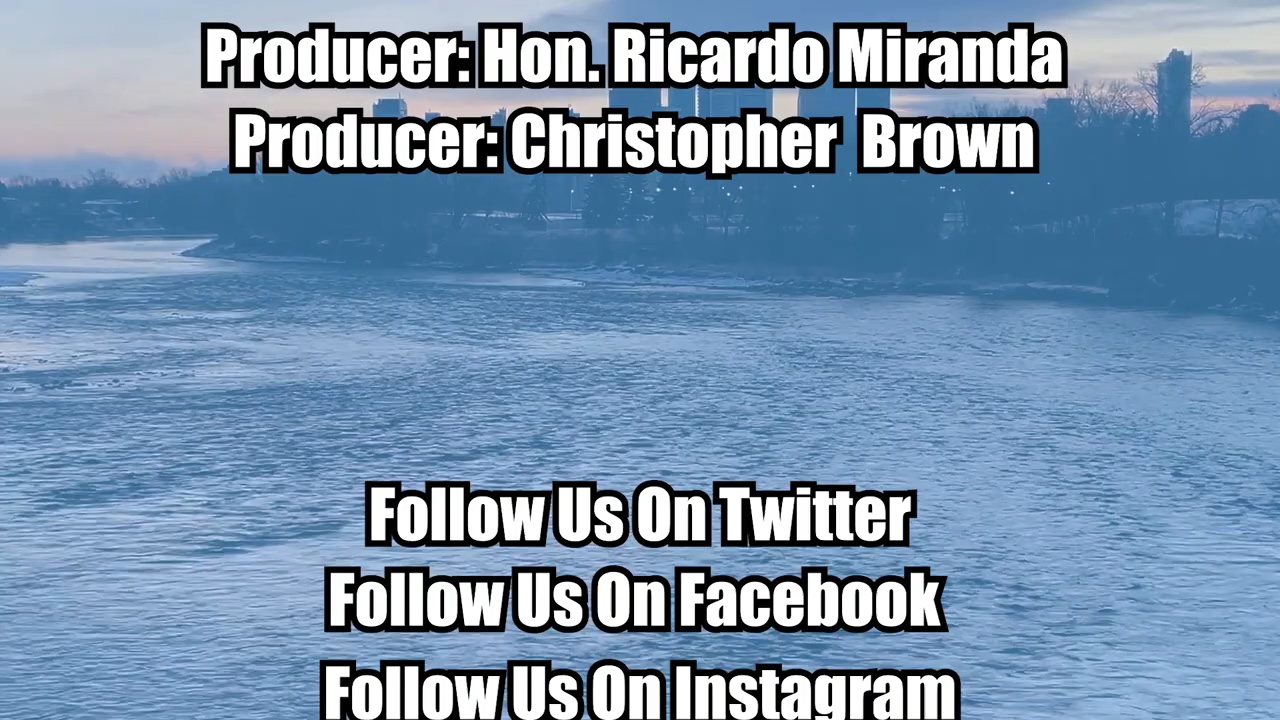 Producer: Hon. Ricardo Miranda
Producer: Christopher  Brown
Follow Us On Twitter
Follow Us On Facebook
Follow Us On Instagram